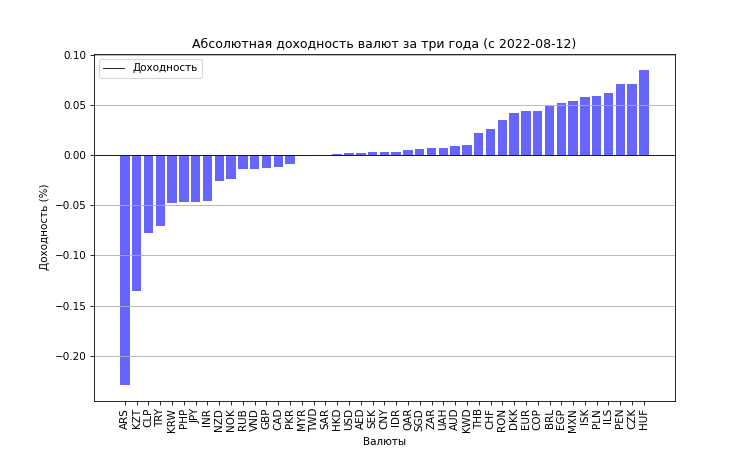 Абсолютная доходность валют за три года (с 2022-08-12)
Доходность
Доходность (%)
0.10
0.05
0.00
−0.05
−0.10
−0.15
−0.20
ARS KZT CLP TRY KRW PHP JPY INR NZD NOK RUB VND GBP CAD PKR MYR TWD SAR HKD USD AED SEK CNY IDR QAR SGD ZAR UAH AUD KWD THB CHF RON DKK EUR COP BRL EGP MXN ISK PLN ILS PEN CZK HUF
Валюты